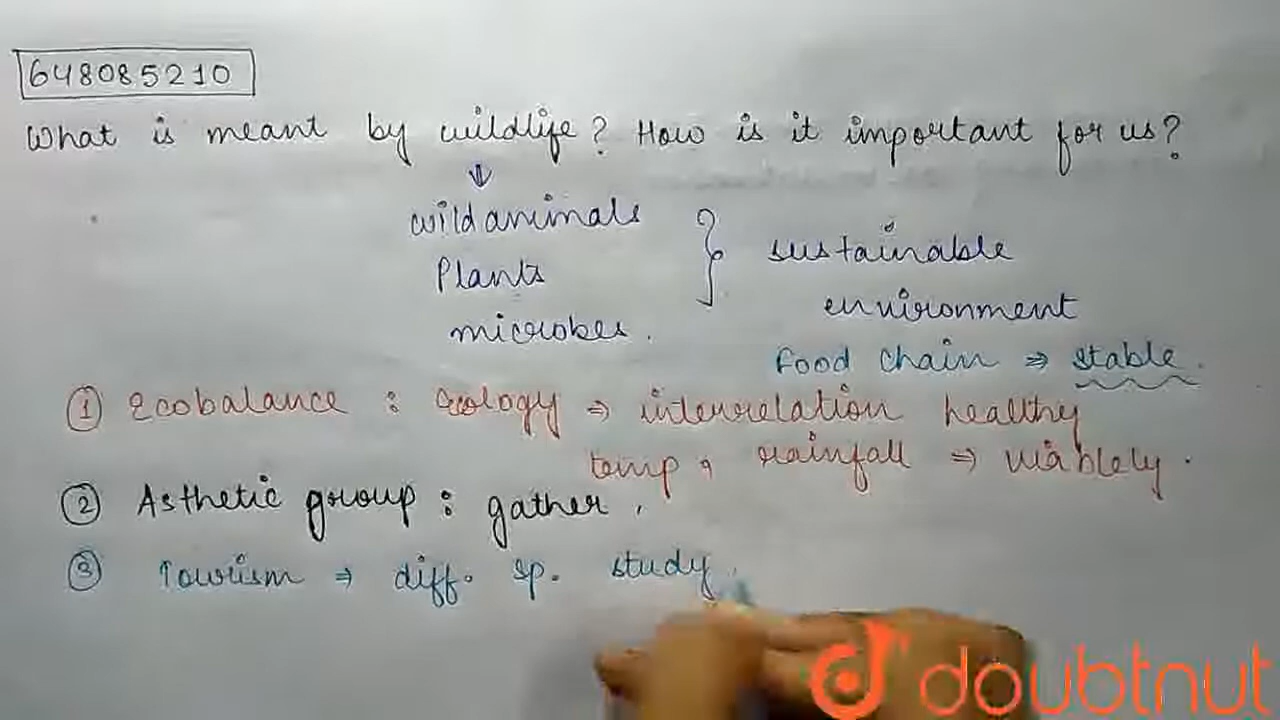 648085210
What is meant by wildlife? How is it important for us?
⇓
wild animals
Plants
microbes.
} sustainable
environment
Food chain ⇒ stable.
① Ecobalance : Ecology ⇒ interrelation healthy
temp, rainfall ⇒ viablely.
② Asthetic group : gather.
③ Tourism ⇒ diff. sp. study.
doubtnut